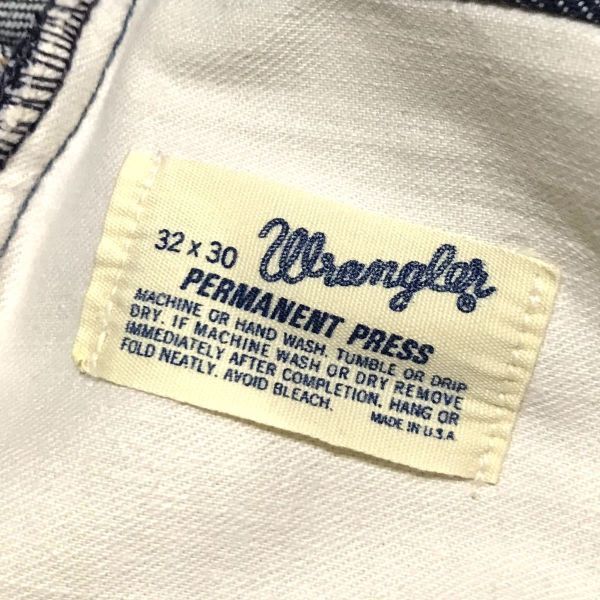 32 x 30 Wrangler®
PERMANENT PRESS
MACHINE OR HAND WASH, TUMBLE OR DRIP
DRY. IF MACHINE WASH OR DRY REMOVE
IMMEDIATELY AFTER COMPLETION, HANG OR
FOLD NEATLY. AVOID BLEACH.
MADE IN U.S.A.